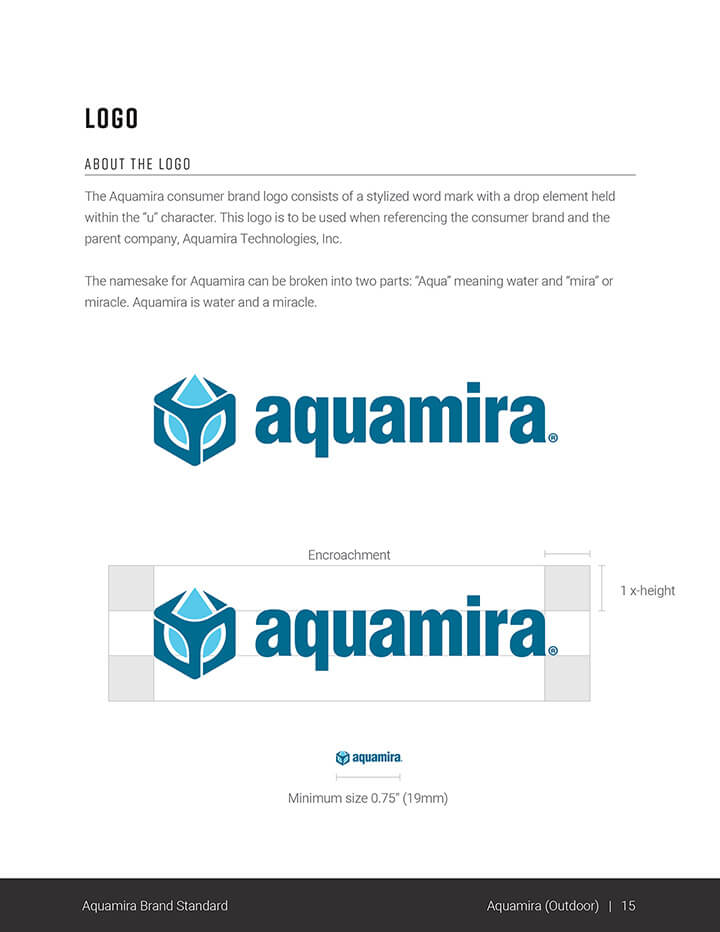 LOGO
ABOUT THE LOGO
The Aquamira consumer brand logo consists of a stylized word mark with a drop element held
within the “u” character. This logo is to be used when referencing the consumer brand and the
parent company, Aquamira Technologies, Inc.
The namesake for Aquamira can be broken into two parts: “Aqua” meaning water and “mira” or
miracle. Aquamira is water and a miracle.
aquamira®
Encroachment
1 x-height
aquamira®
aquamira
Minimum size 0.75” (19mm)
Aquamira Brand Standard
Aquamira (Outdoor) | 15